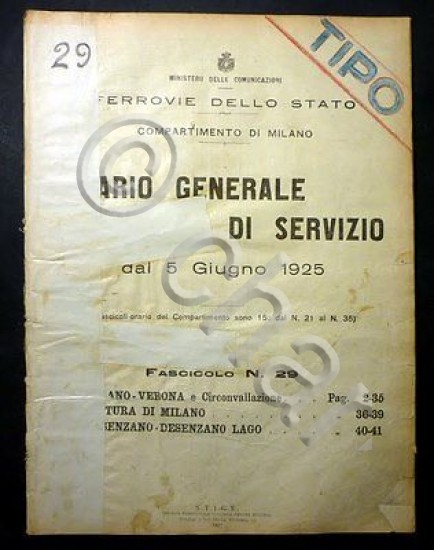 29
TIPO
MINISTERO DELLE COMUNICAZIONI
FERROVIE DELLO STATO
COMPARTIMENTO DI MILANO
ARIO GENERALE
DI SERVIZIO
dal 5 Giugno 1925
ascicoli-orario del Compartimento sono 15: dal N. 21 al N. 35)
FASCICOLO N. 29
ANO-VERONA e Circonvallazione . . . Pag. 2-35
TURA DI MILANO . . . . . . . 36-39
ENZANO-DESENZANO LAGO . . . . 40-41
S.T.I.G.E.